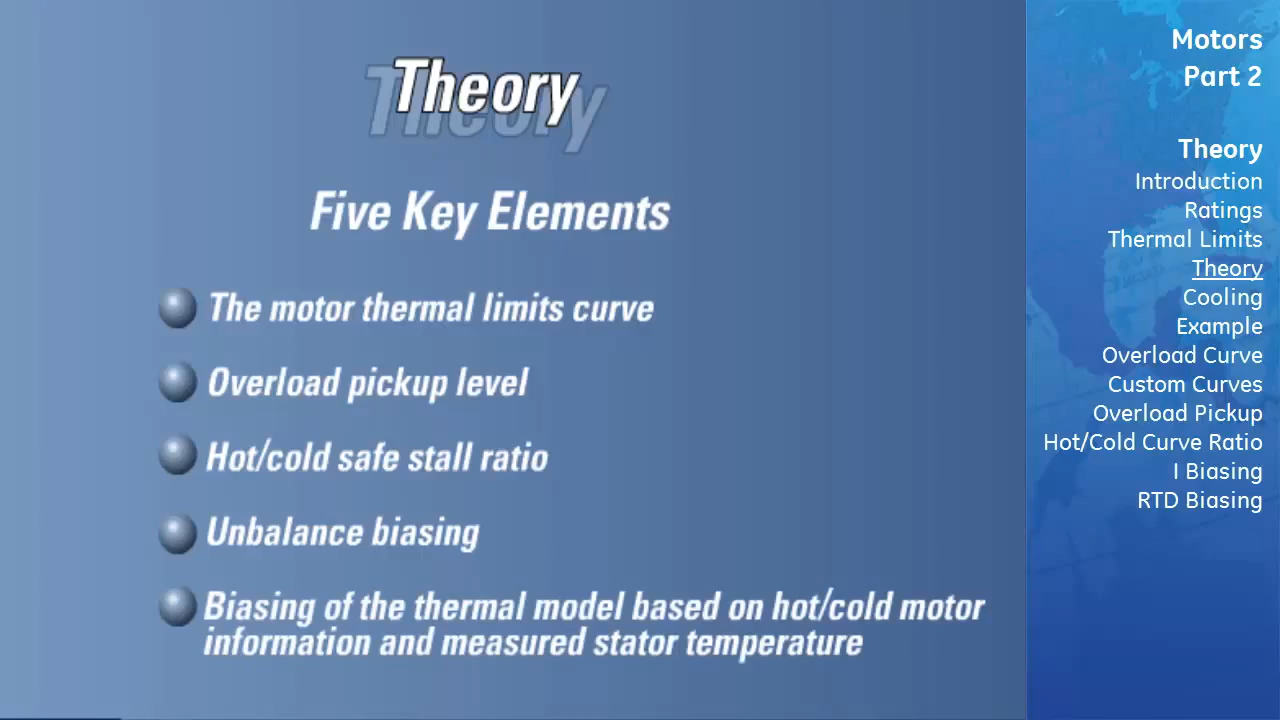 Theory
Five Key Elements
The motor thermal limits curve
Overload pickup level
Hot/cold safe stall ratio
Unbalance biasing
Biasing of the thermal model based on hot/cold motor
information and measured stator temperature
Motors
Part 2
Theory
Introduction
Ratings
Thermal Limits
Theory
Cooling
Example
Overload Curve
Custom Curves
Overload Pickup
Hot/Cold Curve Ratio
I Biasing
RTD Biasing